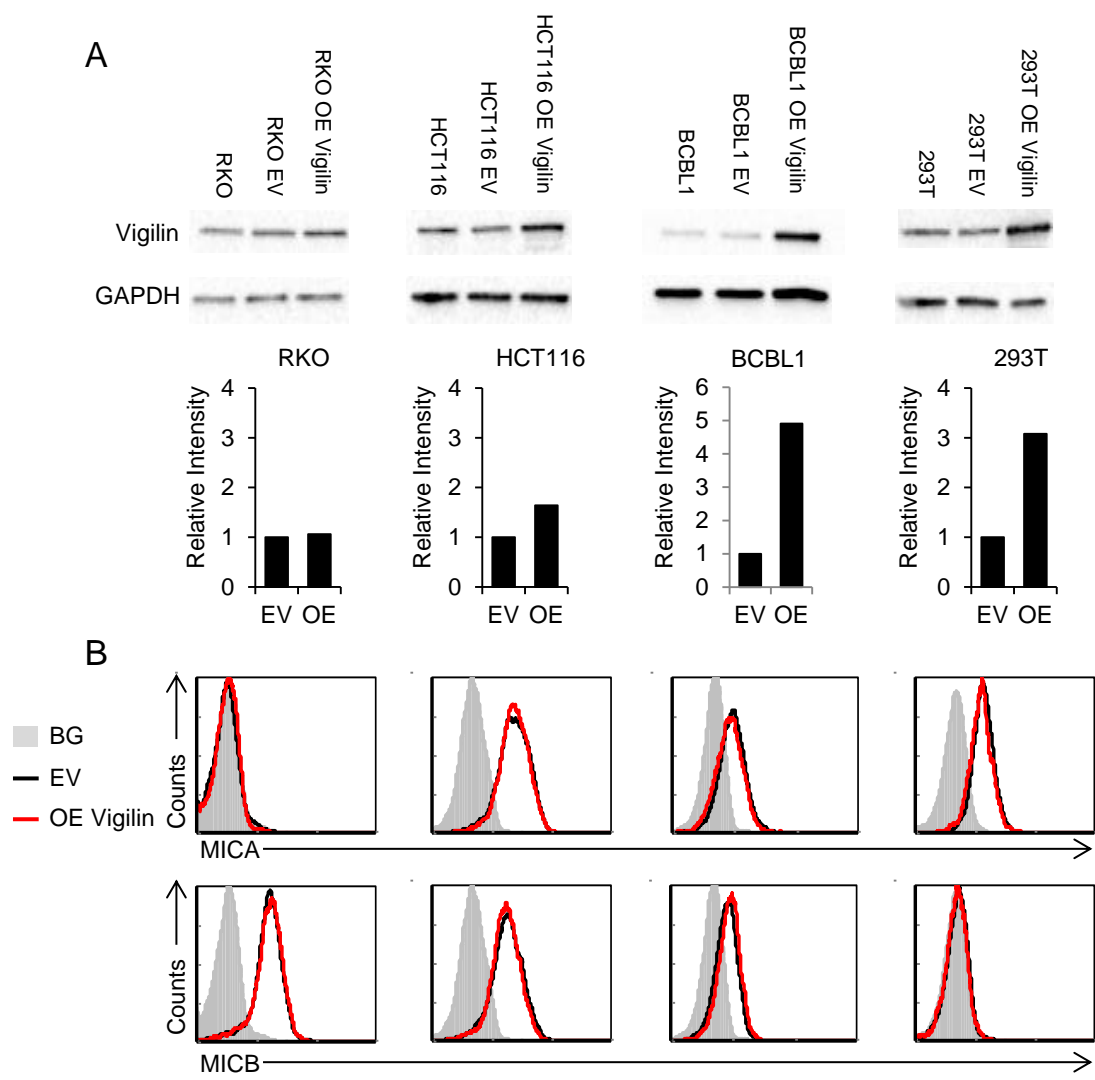 A
RKO
RKO EV
RKO OE Vigilin
HCT116
HCT116 EV
HCT116 OE Vigilin
BCBL1
BCBL1 EV
BCBL1 OE Vigilin
293T
293T EV
293T OE Vigilin
Vigilin
GAPDH
RKO
Relative Intensity
4
3
2
1
0
EV OE
HCT116
Relative Intensity
4
3
2
1
0
EV OE
BCBL1
Relative Intensity
6
5
4
3
2
1
0
EV OE
293T
Relative Intensity
4
3
2
1
0
EV OE
B
BG
EV
OE Vigilin
Counts
MICA
Counts
MICB